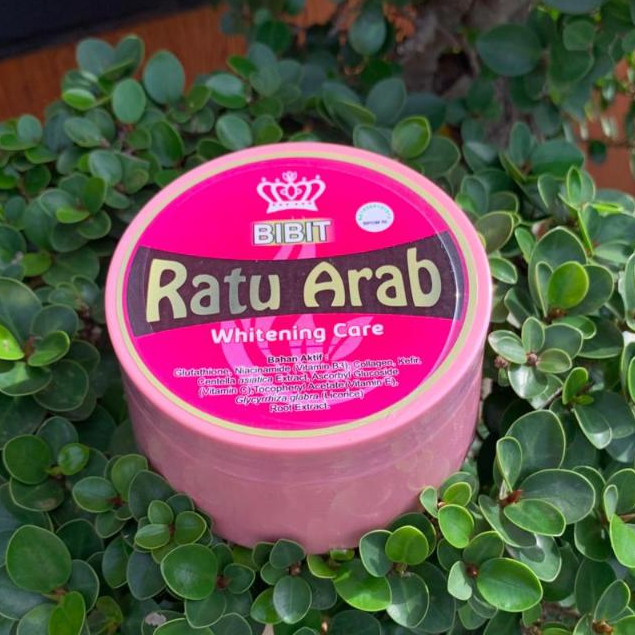 BIBIT
Ratu Arab
Whitening Care
Bahan Aktif
Glutathione, Niacinamide (Vitamin B3), Collagen, Kefir,
Centella asiatica Extract, Ascorbyl Glucoside
(Vitamin C), Tocopheryl Acetate(Vitamin E),
Glycyrrhiza glabra (Licorice)
Root Extract